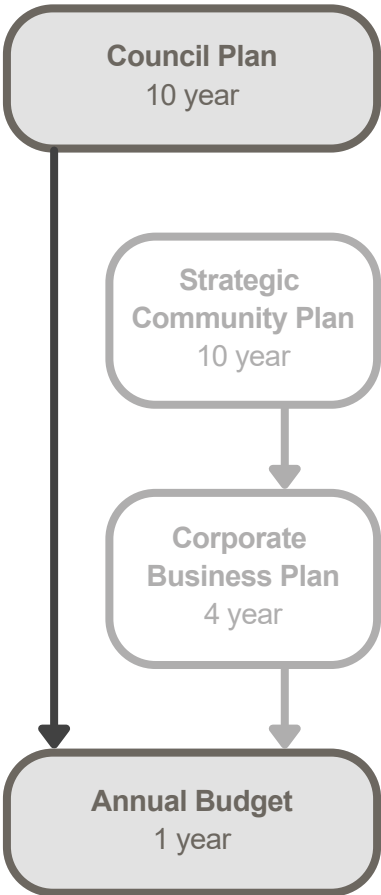 Council Plan
10 year
Strategic
Community Plan
10 year
Corporate
Business Plan
4 year
Annual Budget
1 year